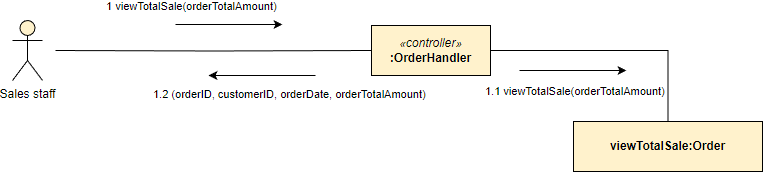 1 viewTotalSale(orderTotalAmount)
«controller»
:OrderHandler
Sales staff
1.2 (orderID, customerID, orderDate, orderTotalAmount)
1.1 viewTotalSale(orderTotalAmount)
viewTotalSale:Order